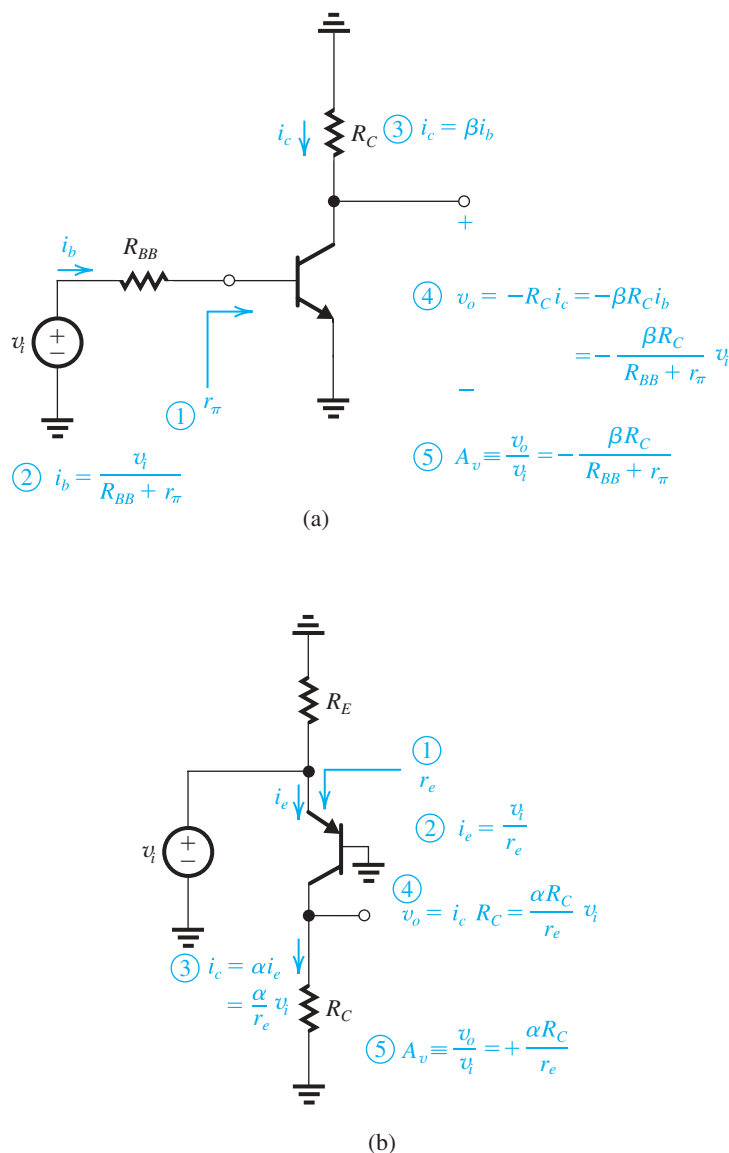 i_c
R_C
③ i_c = βi_b
+
i_b
R_BB
④ v_o = −R_C i_c = −βR_C i_b
= − βR_C / (R_BB + r_π) v_i
v_i
+
−
−
① r_π
② i_b = v_i / (R_BB + r_π)
⑤ A_v ≡ v_o / v_i = − βR_C / (R_BB + r_π)
(a)
R_E
①
r_e
i_e
② i_e = v_i / r_e
v_i
+
−
④
v_o = i_c R_C = αR_C / r_e v_i
③ i_c = αi_e
= α / r_e v_i
R_C
⑤ A_v ≡ v_o / v_i = + αR_C / r_e
(b)